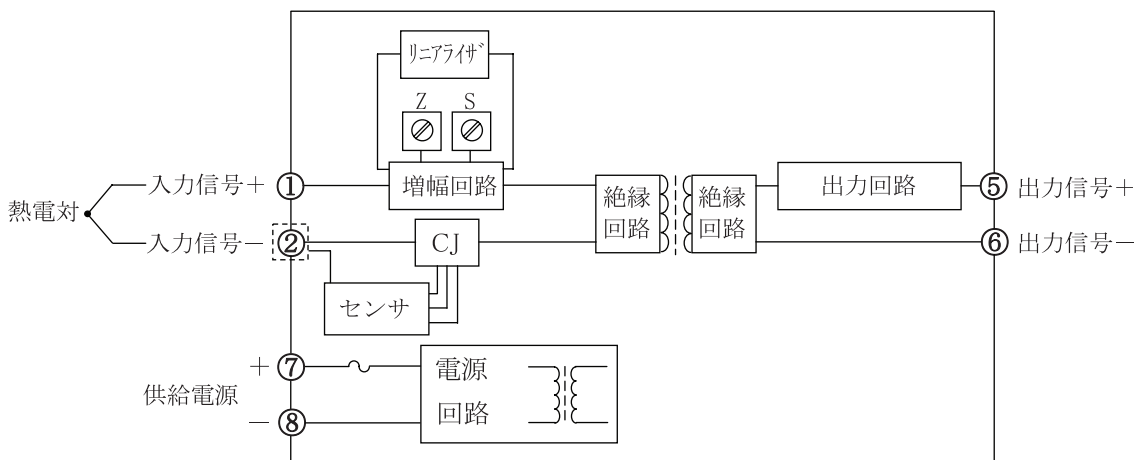 リニアライザ
Z
S
熱電対
入力信号+
①
増幅回路
絶縁
回路
絶縁
回路
出力回路
⑤
出力信号+
入力信号-
②
CJ
⑥
出力信号-
センサ
供給電源
+
⑦
-
⑧
電源
回路